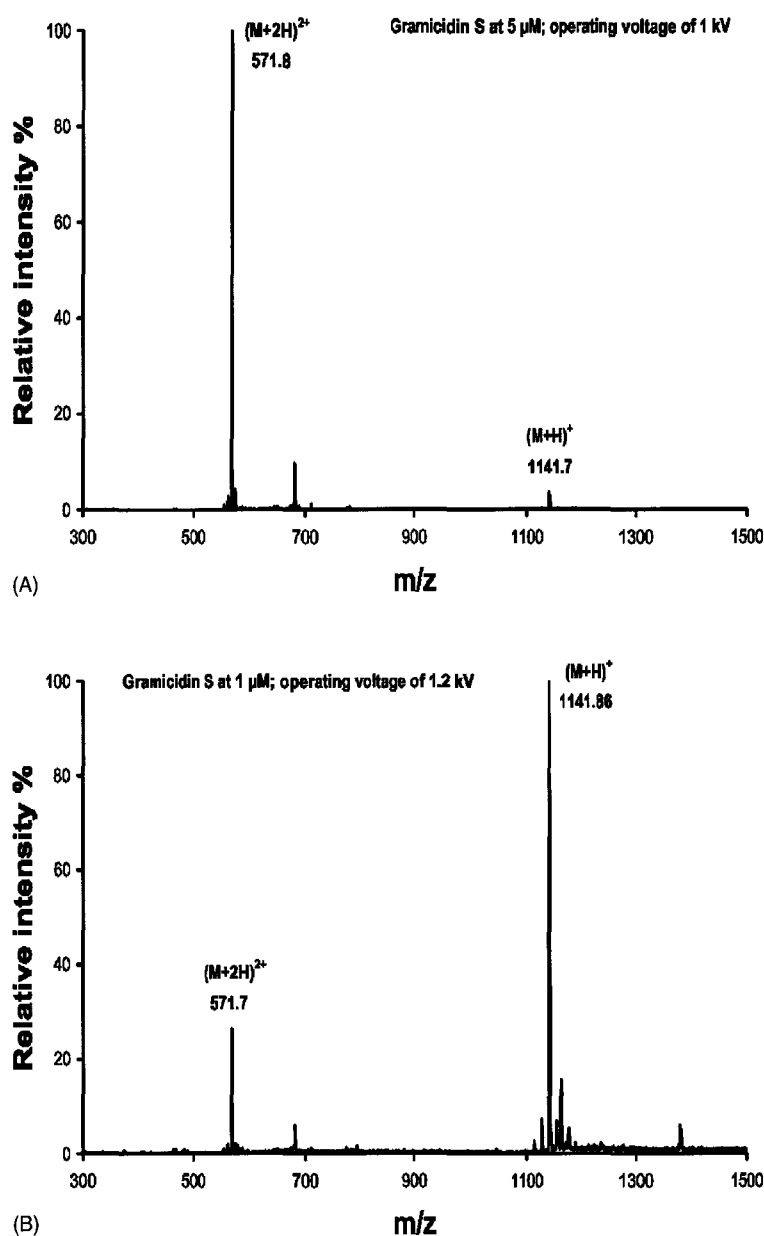 Gramicidin S at 5 µM; operating voltage of 1 kV
(M+2H)²⁺
571.8
(M+H)⁺
1141.7
Relative intensity %
100
80
60
40
20
0
300 500 700 900 1100 1300 1500
m/z
(A)
Gramicidin S at 1 µM; operating voltage of 1.2 kV
(M+H)⁺
1141.86
(M+2H)²⁺
571.7
Relative intensity %
100
80
60
40
20
0
300 500 700 900 1100 1300 1500
m/z
(B)